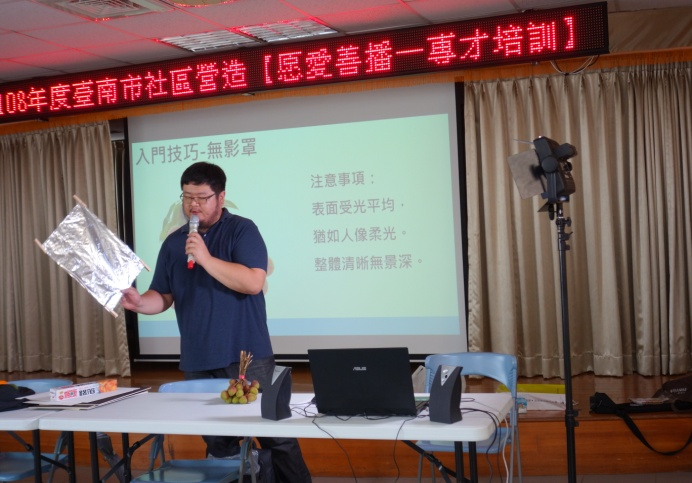 108年度臺南市社區營造【愿愛善播一專才培訓】
入門技巧-無影罩
注意事項：
表面受光平均．
猶如人像柔光。
整體清晰無景深。
ASUS